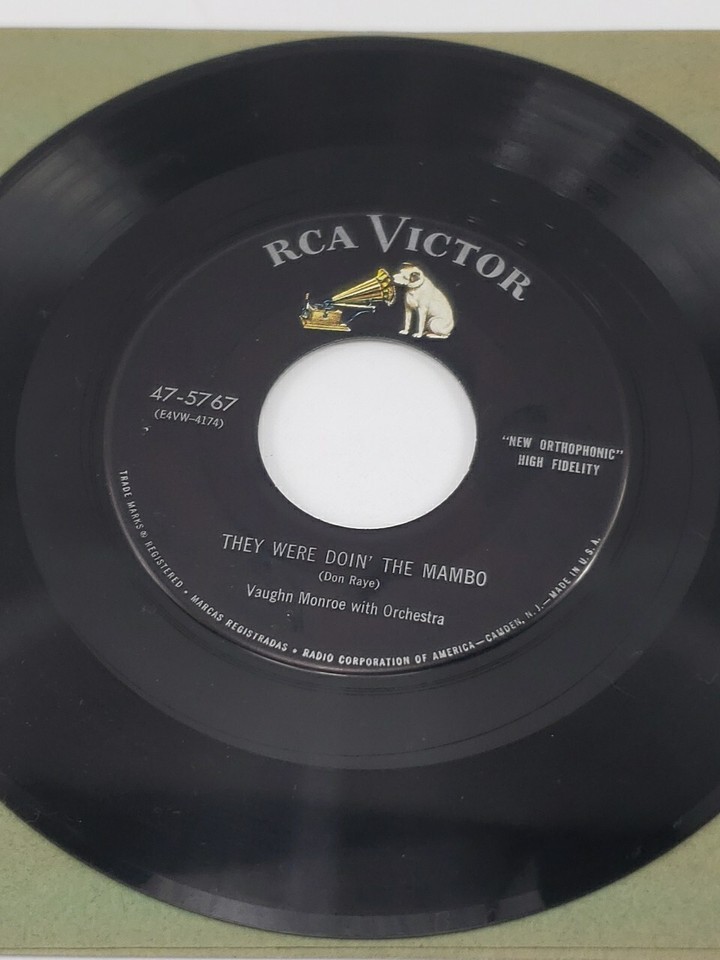 RCA VICTOR
47-5767
(E4VW-4174)
"NEW ORTHOPHONIC"
HIGH FIDELITY
THEY WERE DOIN' THE MAMBO
(Don Raye)
Vaughn Monroe with Orchestra
TRADE MARKS ® REGISTERED • MARCAS REGISTRADAS • RADIO CORPORATION OF AMERICA—CAMDEN, N. J.—MADE IN U.S.A.